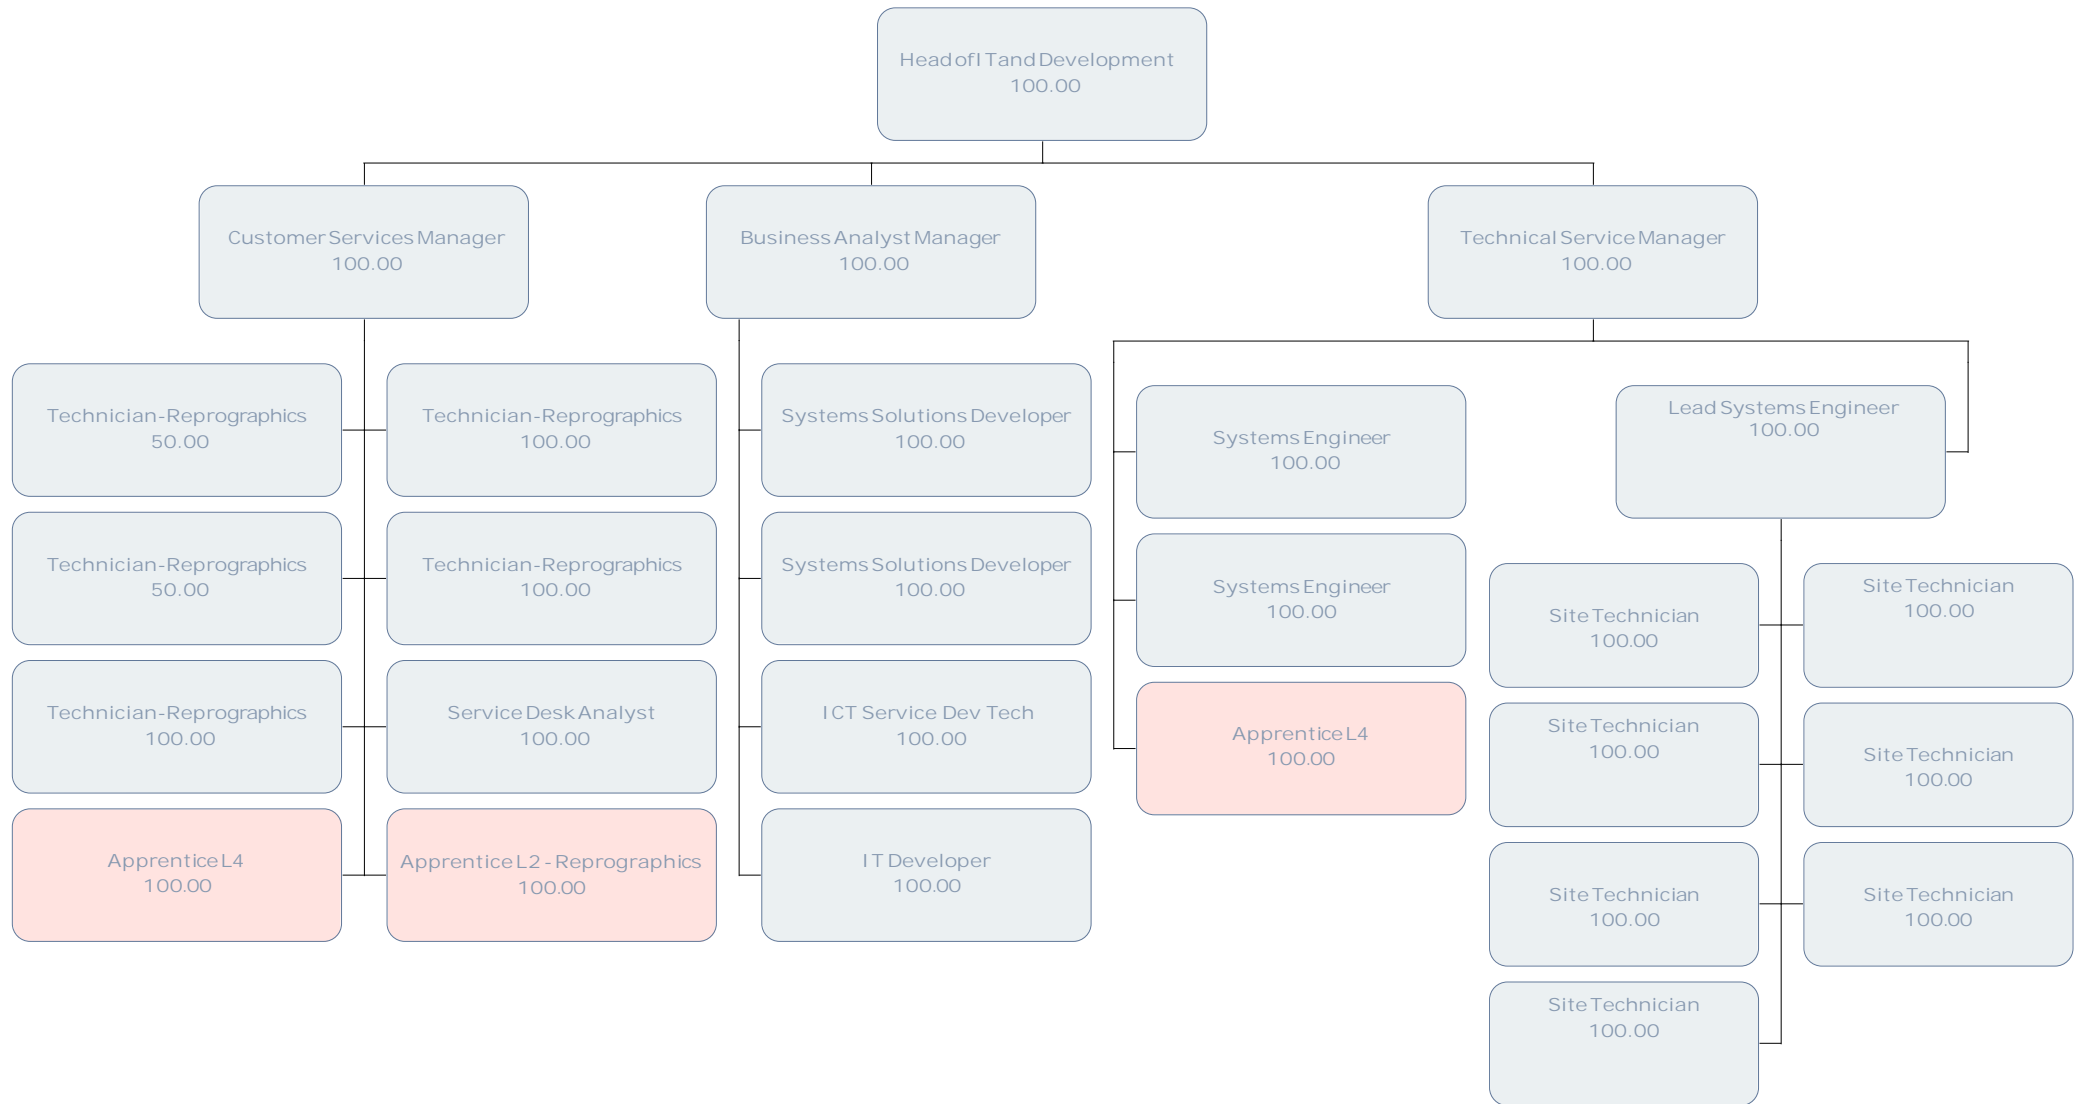 Head of IT and Development
100.00
Customer Services Manager
100.00
Business Analyst Manager
100.00
Technical Service Manager
100.00
Technician - Reprographics
50.00
Technician - Reprographics
100.00
Technician - Reprographics
50.00
Technician - Reprographics
100.00
Technician - Reprographics
100.00
Service Desk Analyst
100.00
Apprentice L4
100.00
Apprentice L2 - Reprographics
100.00
Systems Solutions Developer
100.00
Systems Solutions Developer
100.00
ICT Service Dev Tech
100.00
IT Developer
100.00
Systems Engineer
100.00
Systems Engineer
100.00
Apprentice L4
100.00
Lead Systems Engineer
100.00
Site Technician
100.00
Site Technician
100.00
Site Technician
100.00
Site Technician
100.00
Site Technician
100.00
Site Technician
100.00
Site Technician
100.00